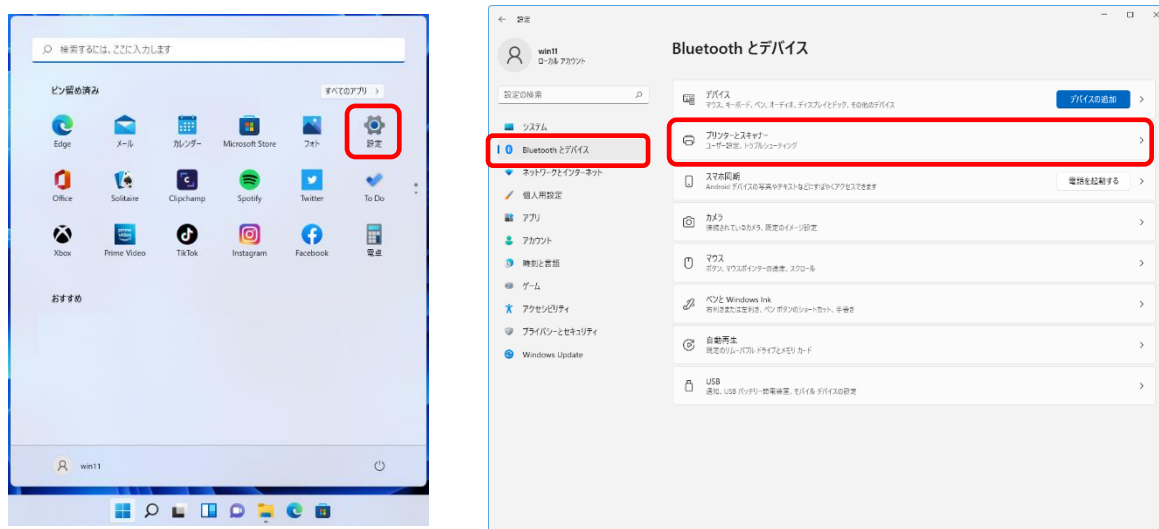 検索するには、ここに入力します
ピン留め済み
すべてのアプリ >
Edge
メール
カレンダー
Microsoft Store
フォト
設定
Office
Solitaire
Clipchamp
Spotify
Twitter
To Do
Xbox
Prime Video
TikTok
Instagram
Facebook
電卓
おすすめ
win11
← 設定
win11
ローカル アカウント
設定の検索
システム
Bluetooth とデバイス
ネットワークとインターネット
個人用設定
アプリ
アカウント
時刻と言語
ゲーム
アクセシビリティ
プライバシーとセキュリティ
Windows Update
Bluetooth とデバイス
デバイス
マウス、キーボード、ペン、オーディオ、ディスプレイとドック、その他のデバイス
デバイスの追加
プリンターとスキャナー
ユーザー設定、トラブルシューティング
スマホ同期
Android デバイスの写真やテキストなどにすばやくアクセスできます
電話を起動する
カメラ
接続されているカメラ、既定のイメージ設定
マウス
ボタン、マウス ポインターの速度、スクロール
ペンと Windows Ink
右利きまたは左利き、ペン ボタンのショートカット、手書き
自動再生
既定のリムーバブル ドライブとメモリ カード
USB
通知、USB バッテリー節電装置、モバイル デバイスの設定